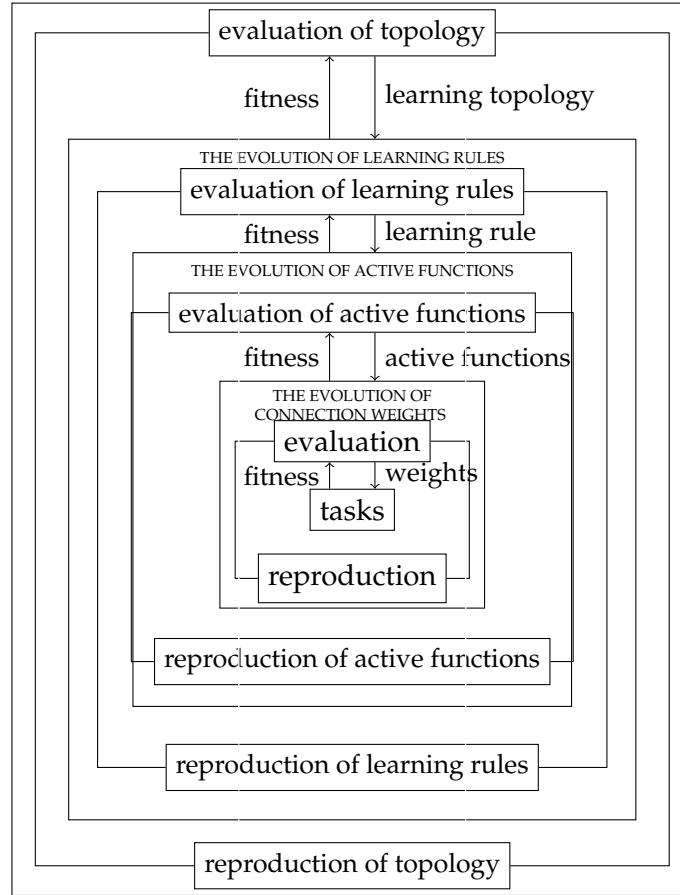 evaluation of topology
fitness
learning topology
THE EVOLUTION OF LEARNING RULES
evaluation of learning rules
fitness
learning rule
THE EVOLUTION OF ACTIVE FUNCTIONS
evaluation of active functions
fitness
active functions
THE EVOLUTION OF
CONNECTION WEIGHTS
evaluation
fitness
weights
tasks
reproduction
reproduction of active functions
reproduction of learning rules
reproduction of topology